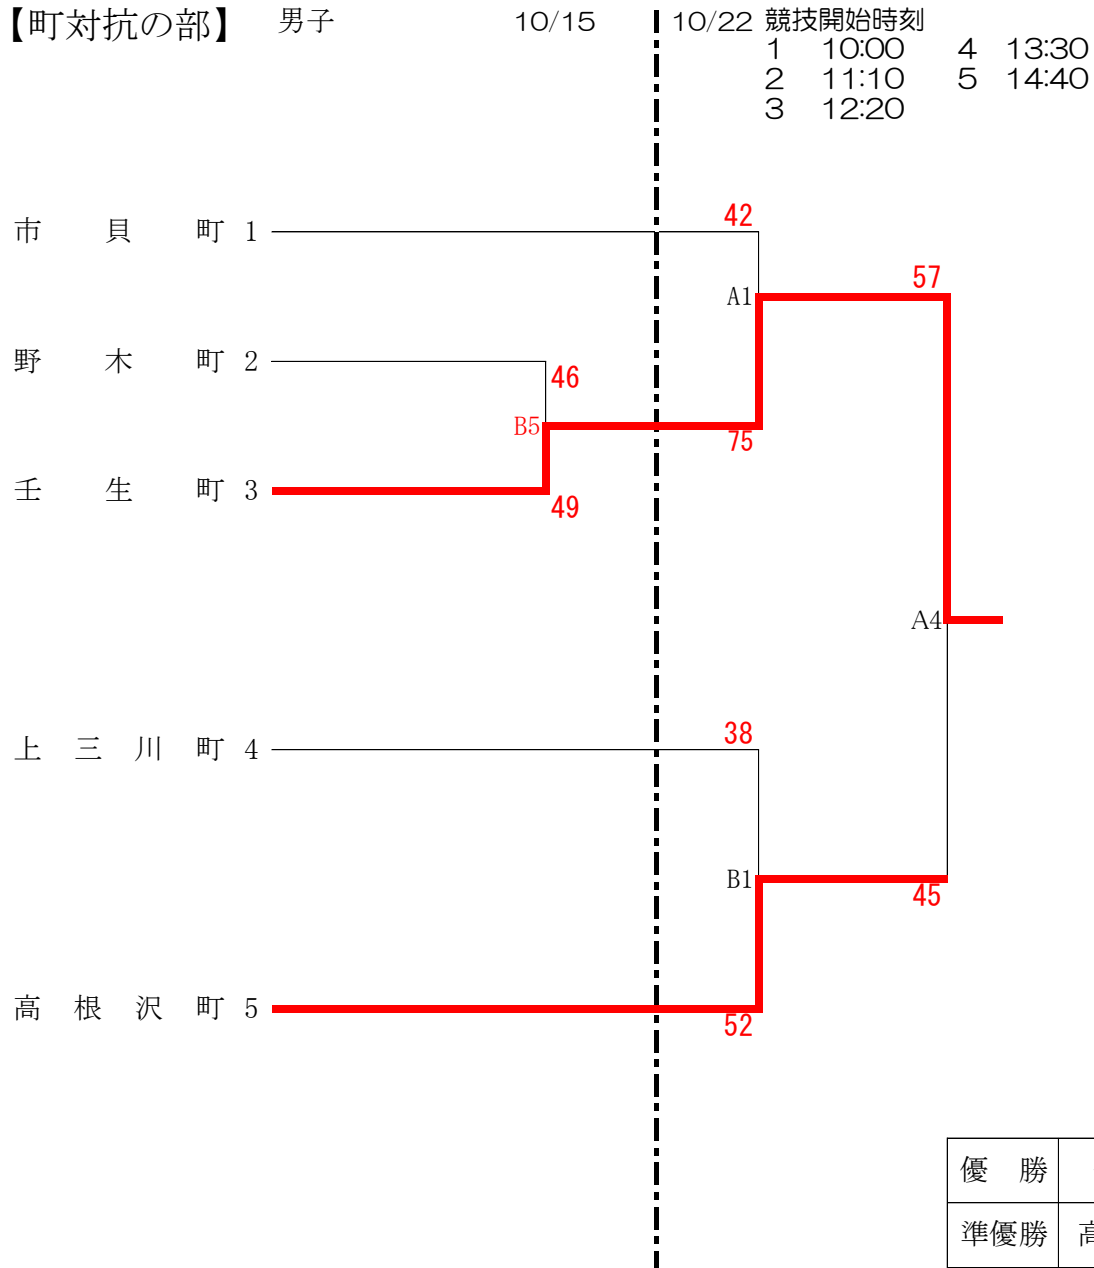 【町対抗の部】 男子 10/15 10/22 競技開始時刻
1 10:00 4 13:30
2 11:10 5 14:40
3 12:20
42
市貝町 1
57
A1
野木町 2
46
B5
75
壬生町 3
49
A4
38
上三川町 4
B1
45
高根沢町 5
52
優勝
準優勝 高